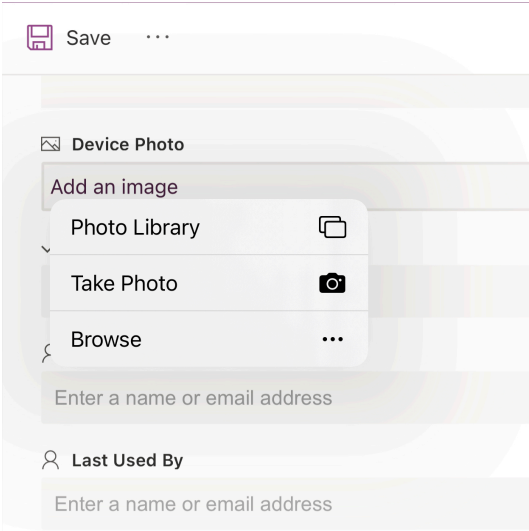 Save
Device Photo
Add an image
Photo Library
Take Photo
Browse
Enter a name or email address
Last Used By
Enter a name or email address